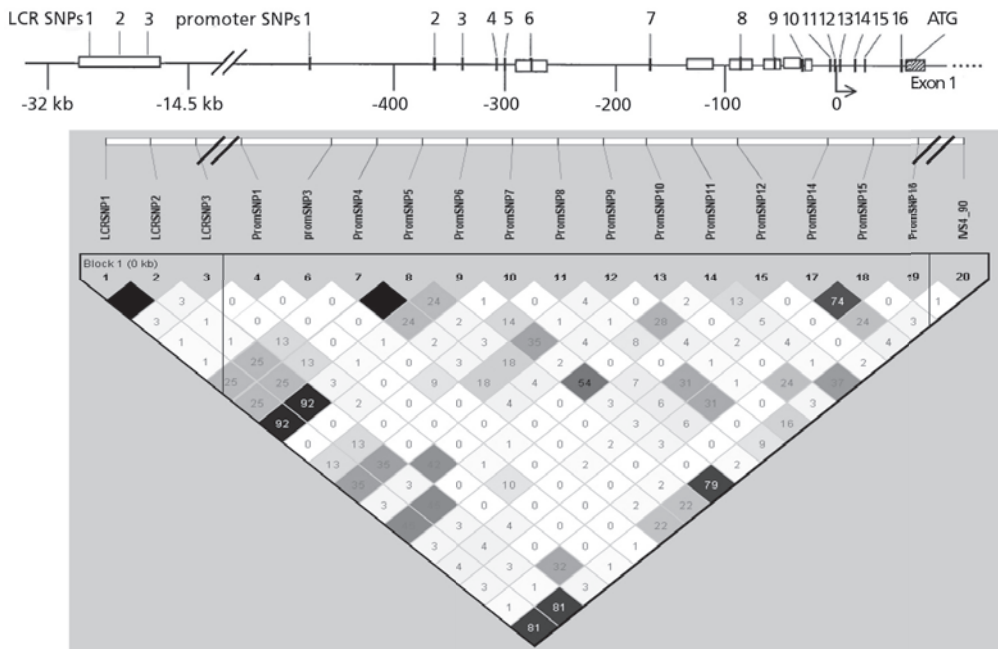 LCR SNPs 1 2 3 promoter SNPs 1 2 3 4 5 6 7 8 9 10 11 12 13 14 15 16 ATG
Exon 1
-32 kb -14.5 kb -400 -300 -200 -100 0
LCRSNP1 LCRSNP2 LCRSNP3 PromSNP1 promSNP3 PromSNP4 PromSNP5 PromSNP6 PromSNP7 PromSNP8 PromSNP9 PromSNP10 PromSNP11 PromSNP12 PromSNP14 PromSNP15 PromSNP16 IVS4_90
Block 1 (0 kb)
1 2 3 4 6 7 8 9 10 11 12 13 14 15 17 18 19 20
3 0 0 0 24 1 0 4 0 2 13 0 74 0 1
3 1 0 0 0 24 2 14 1 1 28 0 5 0 24 3
1 1 13 0 1 2 3 35 4 8 4 2 4 0 4
1 25 13 1 0 3 18 2 0 0 1 0 1 2
25 25 3 0 9 18 4 54 7 31 1 24 37
25 92 2 0 0 4 0 3 6 31 0 3
92 0 0 0 0 0 0 3 6 0 16
0 13 0 0 1 0 2 3 0 9
13 35 1 0 2 0 0 2
35 3 0 10 0 0 2 79
3 0 0 0 0 22
3 4 0 0 22
3 4 0 0 1
4 3 32 1
3 1 3
1 81
81